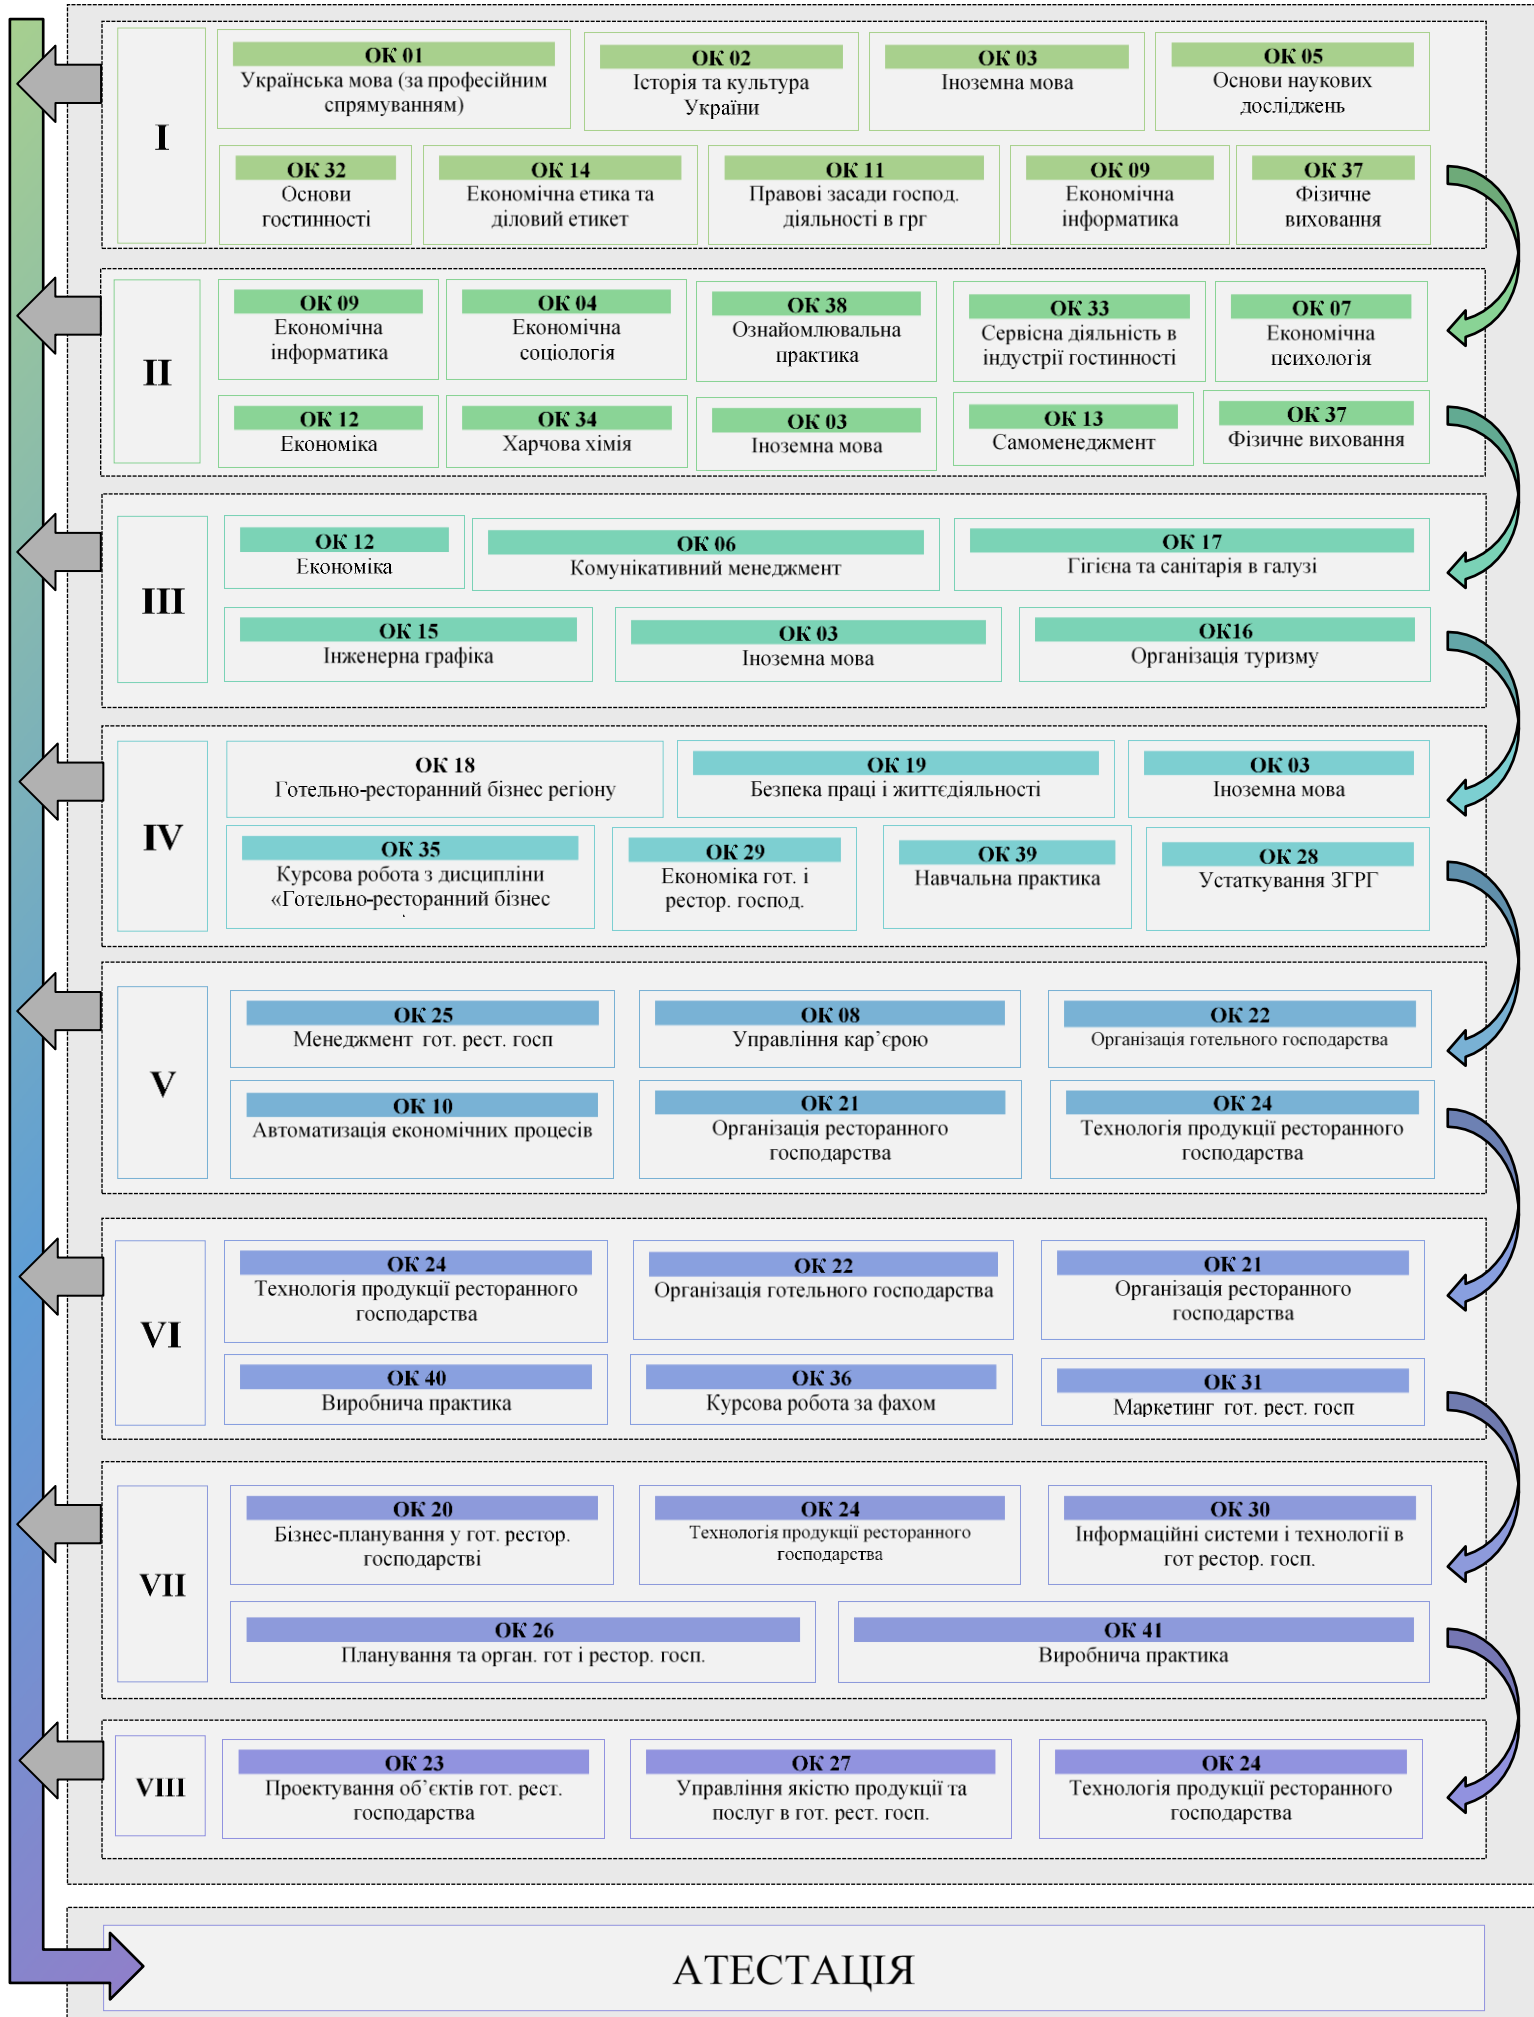 I
ОК 01
Українська мова (за професійним
спрямуванням)
ОК 02
Історія та культура
України
ОК 03
Іноземна мова
ОК 05
Основи наукових
досліджень
ОК 32
Основи
гостинності
ОК 14
Економічна етика та
діловий етикет
ОК 11
Правові засади господ.
діяльності в грг
ОК 09
Економічна
інформатика
ОК 37
Фізичне
виховання
II
ОК 09
Економічна
інформатика
ОК 04
Економічна
соціологія
ОК 38
Ознайомлювальна
практика
ОК 33
Сервісна діяльність в
індустрії гостинності
ОК 07
Економічна
психологія
ОК 12
Економіка
ОК 34
Харчова хімія
ОК 03
Іноземна мова
ОК 13
Самоменеджмент
ОК 37
Фізичне виховання
III
ОК 12
Економіка
ОК 06
Комунікативний менеджмент
ОК 17
Гігієна та санітарія в галузі
ОК 15
Інженерна графіка
ОК 03
Іноземна мова
ОК16
Організація туризму
IV
ОК 18
Готельно-ресторанний бізнес регіону
ОК 19
Безпека праці і життєдіяльності
ОК 03
Іноземна мова
ОК 35
Курсова робота з дисципліни
«Готельно-ресторанний бізнес
ОК 29
Економіка гот. і
рестор. господ.
ОК 39
Навчальна практика
ОК 28
Устаткування ЗГРГ
V
ОК 25
Менеджмент гот. рест. госп
ОК 08
Управління кар’єрою
ОК 22
Організація готельного господарства
ОК 10
Автоматизація економічних процесів
ОК 21
Організація ресторанного
господарства
ОК 24
Технологія продукції ресторанного
господарства
VI
ОК 24
Технологія продукції ресторанного
господарства
ОК 22
Організація готельного господарства
ОК 21
Організація ресторанного
господарства
ОК 40
Виробнича практика
ОК 36
Курсова робота за фахом
ОК 31
Маркетинг гот. рест. госп
VII
ОК 20
Бізнес-планування у гот. рестор.
господарстві
ОК 24
Технологія продукції ресторанного
господарства
ОК 30
Інформаційні системи і технології в
гот рестор. госп.
ОК 26
Планування та орган. гот і рестор. госп.
ОК 41
Виробнича практика
VIII
ОК 23
Проектування об’єктів гот. рест.
господарства
ОК 27
Управління якістю продукції та
послуг в гот. рест. госп.
ОК 24
Технологія продукції ресторанного
господарства
АТЕСТАЦІЯ